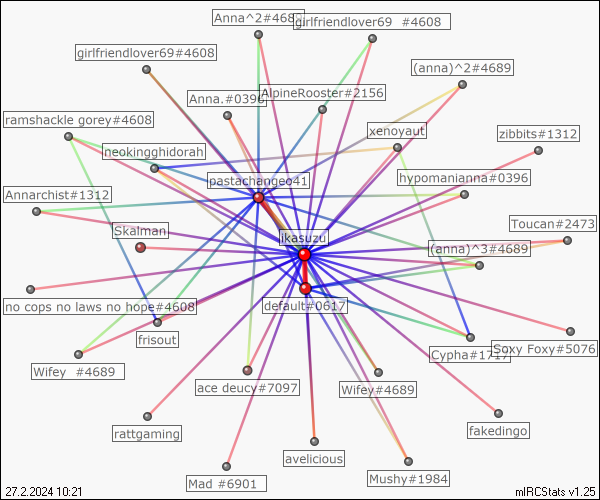 Anna^2#4689
girlfriendlover69  #4608
girlfriendlover69#4608
(anna)^2#4689
Anna.#0396
AlpineRooster#2156
ramshackle gorey#4608
xenoyaut
zibbits#1312
neokingghidorah
pastachangeo41
hypomanianna#0396
Annarchist#1312
Toucan#2473
Skalman
ikasuzu
(anna)^3#4689
no cops no laws no hope#4608
default#0617
frisout
Cypha#1717
Soxy Foxy#5076
Wifey  #4689
ace deucy#7097
Wifey#4689
rattgaming
fakedingo
avelicious
Mad #6901
Mushy#1984
27.2.2024 10:21
mIRCStats v1.25